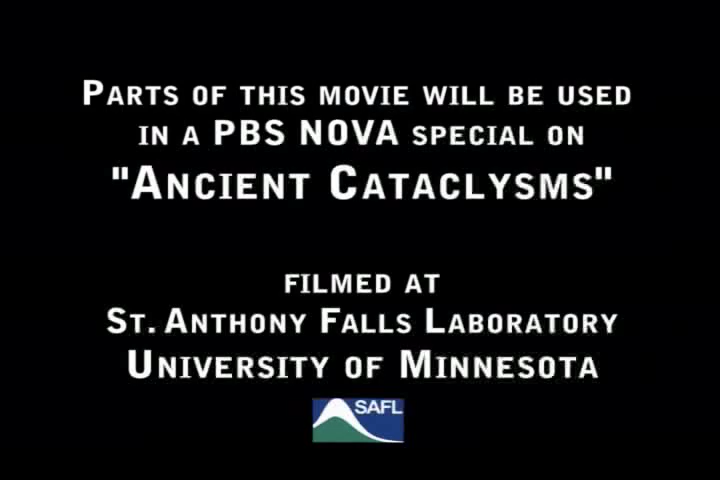 PARTS OF THIS MOVIE WILL BE USED
IN A PBS NOVA SPECIAL ON
"ANCIENT CATACLYSMS"
FILMED AT
ST. ANTHONY FALLS LABORATORY
UNIVERSITY OF MINNESOTA
SAFL